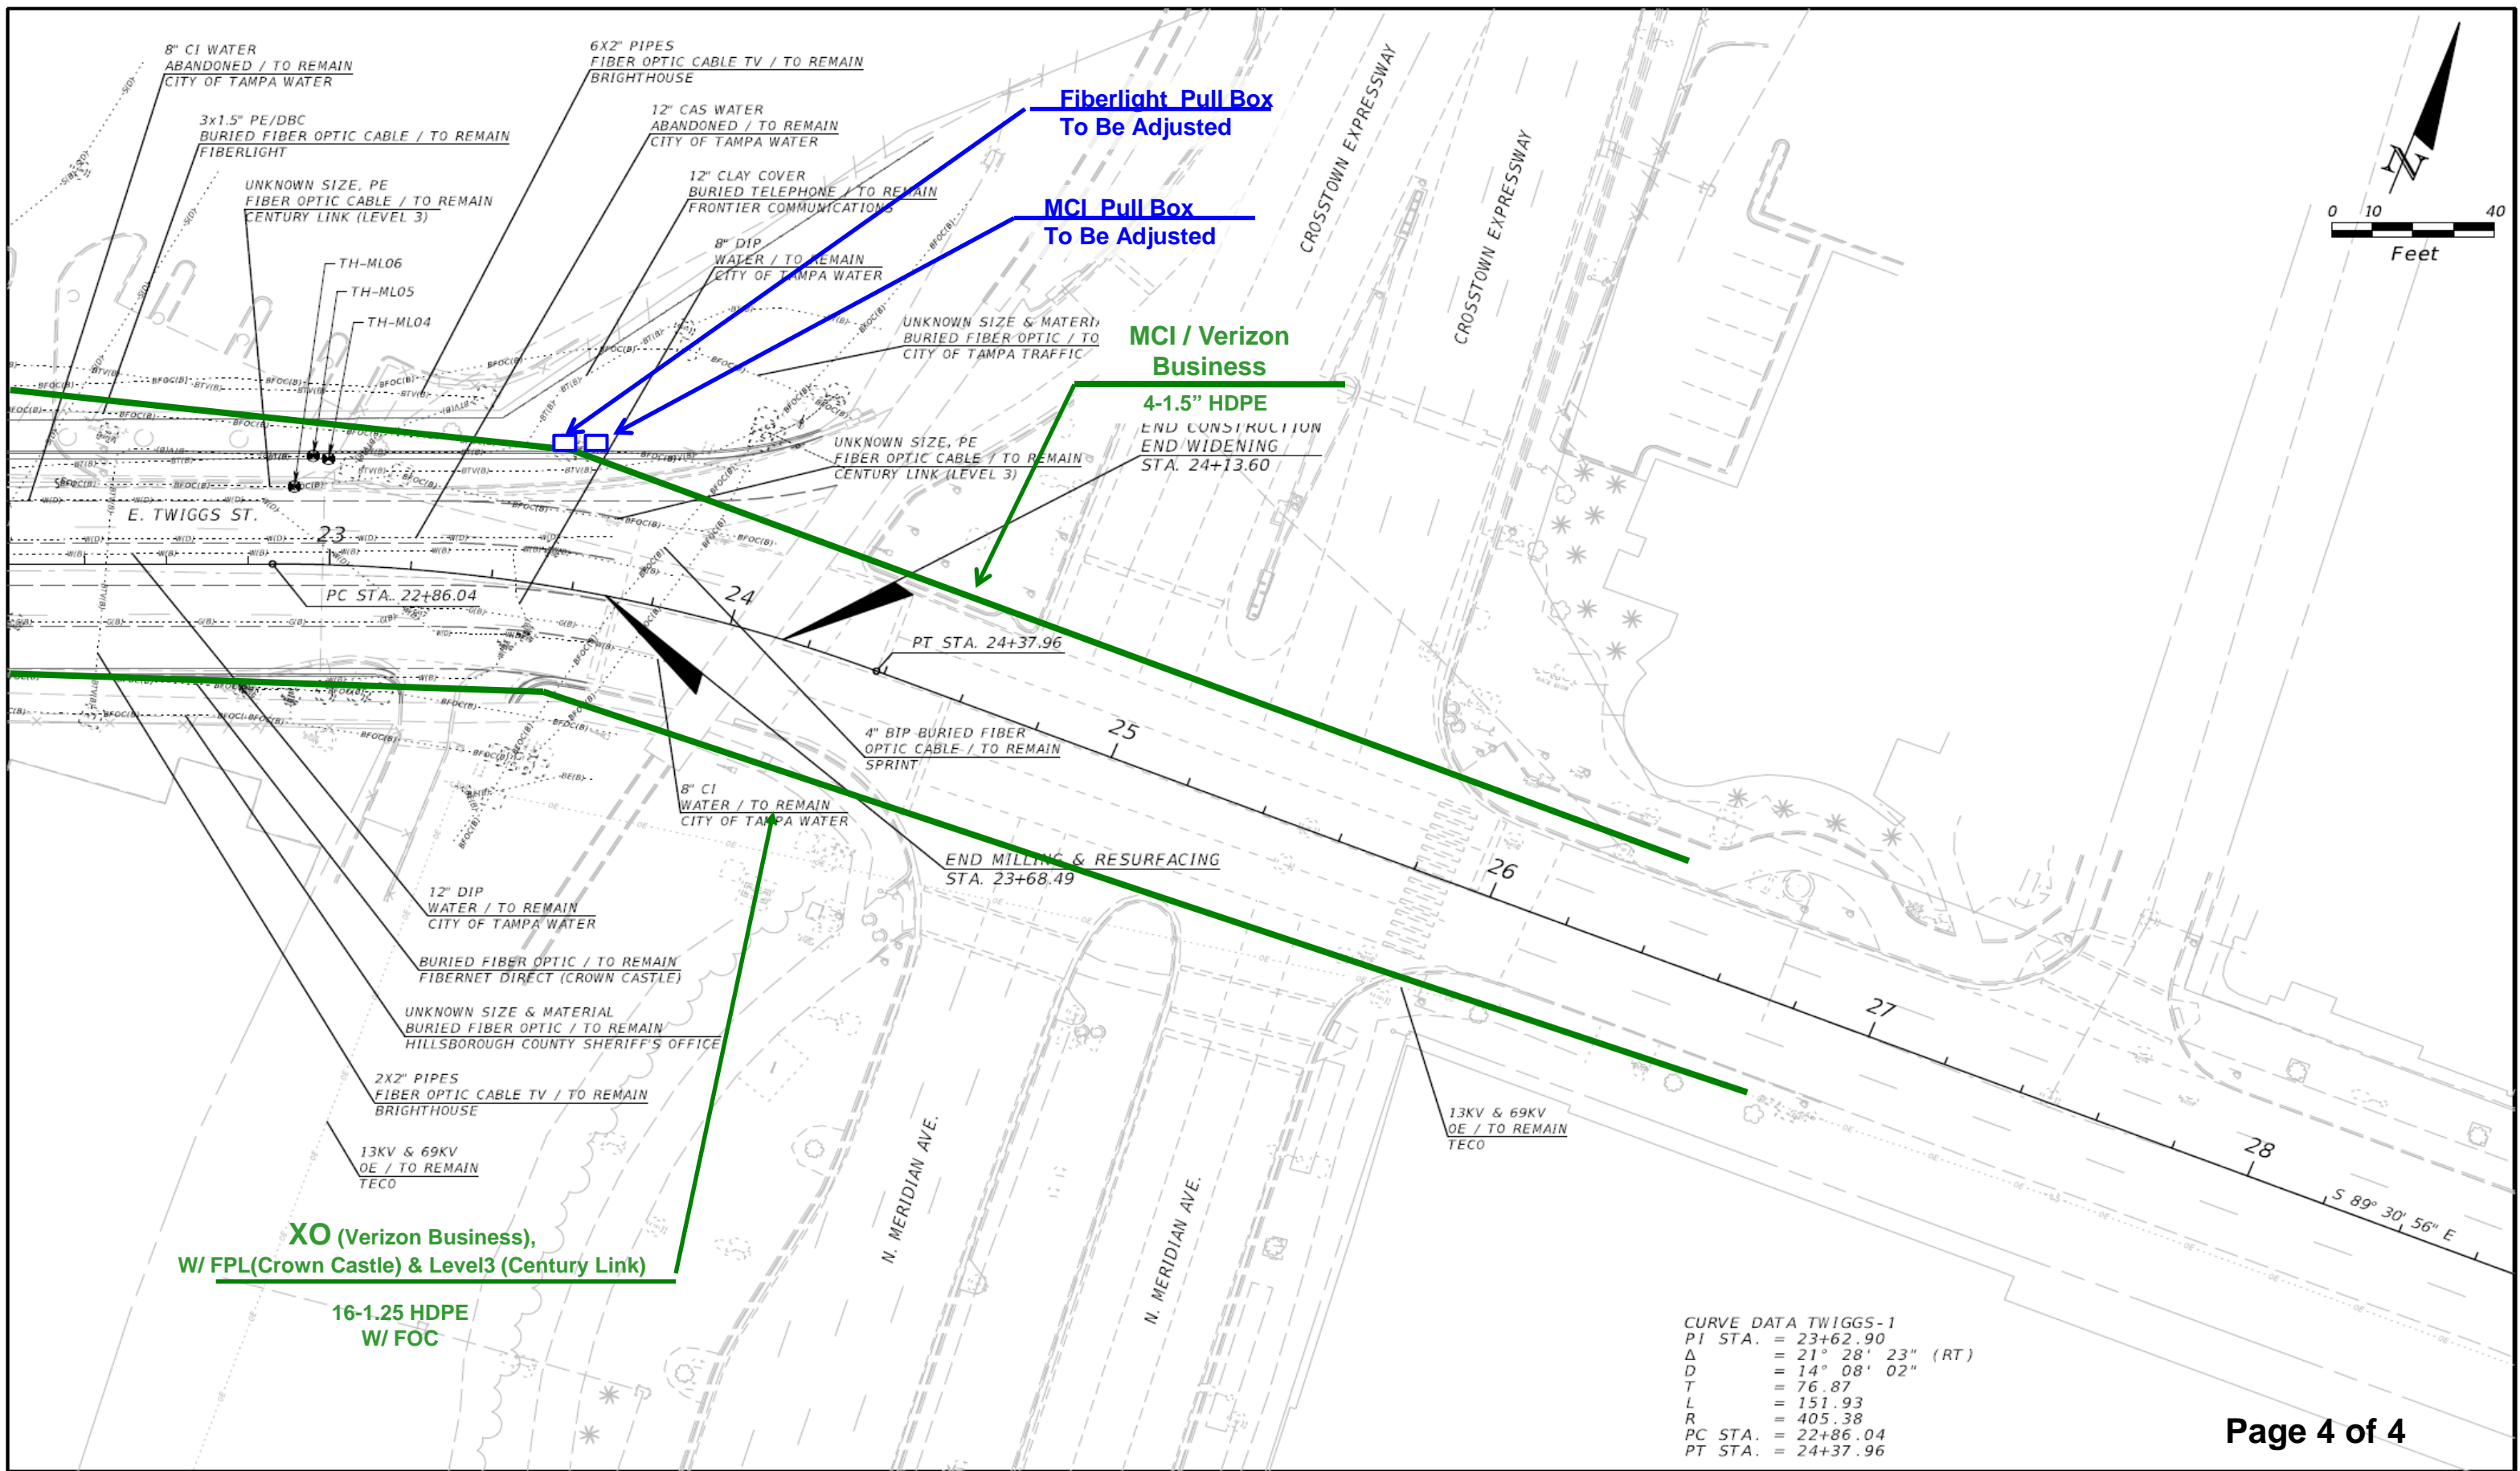 8" CI WATER
ABANDONED / TO REMAIN
CITY OF TAMPA WATER
6X2" PIPES
FIBER OPTIC CABLE TV / TO REMAIN
BRIGHTHOUSE
3x1.5" PE/DBC
BURIED FIBER OPTIC CABLE / TO REMAIN
FIBERLIGHT
12" CAS WATER
ABANDONED / TO REMAIN
CITY OF TAMPA WATER
Fiberlight Pull Box
To Be Adjusted
UNKNOWN SIZE, PE
FIBER OPTIC CABLE / TO REMAIN
CENTURY LINK (LEVEL 3)
12" CLAY COVER
BURIED TELEPHONE / TO REMAIN
FRONTIER COMMUNICATIONS
MCI Pull Box
To Be Adjusted
8" DIP
WATER / TO REMAIN
CITY OF TAMPA WATER
TH-ML06
TH-ML05
TH-ML04
CROSSTOWN EXPRESSWAY
CROSSTOWN EXPRESSWAY
N
0 10 40
Feet
UNKNOWN SIZE & MATERI
BURIED FIBER OPTIC / TO
CITY OF TAMPA TRAFFIC
MCI / Verizon
Business
4-1.5” HDPE
END CONSTRUCTION
END WIDENING
STA. 24+13.60
UNKNOWN SIZE, PE
FIBER OPTIC CABLE / TO REMAIN
CENTURY LINK (LEVEL 3)
E. TWIGGS ST.
23
PC STA. 22+86.04
24
PT STA. 24+37.96
25
26
27
28
S 89° 30' 56" E
4" BIP BURIED FIBER
OPTIC CABLE / TO REMAIN
SPRINT
8" CI
WATER / TO REMAIN
CITY OF TAMPA WATER
END MILLING & RESURFACING
STA. 23+68.49
12" DIP
WATER / TO REMAIN
CITY OF TAMPA WATER
BURIED FIBER OPTIC / TO REMAIN
FIBERNET DIRECT (CROWN CASTLE)
UNKNOWN SIZE & MATERIAL
BURIED FIBER OPTIC / TO REMAIN
HILLSBOROUGH COUNTY SHERIFF'S OFFICE
2X2" PIPES
FIBER OPTIC CABLE TV / TO REMAIN
BRIGHTHOUSE
13KV & 69KV
OE / TO REMAIN
TECO
13KV & 69KV
OE / TO REMAIN
TECO
N. MERIDIAN AVE.
N. MERIDIAN AVE.
XO (Verizon Business),
W/ FPL(Crown Castle) & Level3 (Century Link)
16-1.25 HDPE
W/ FOC
CURVE DATA TWIGGS-1
PI STA. = 23+62.90
Δ = 21° 28' 23" (RT)
D = 14° 08' 02"
T = 76.87
L = 151.93
R = 405.38
PC STA. = 22+86.04
PT STA. = 24+37.96
Page 4 of 4